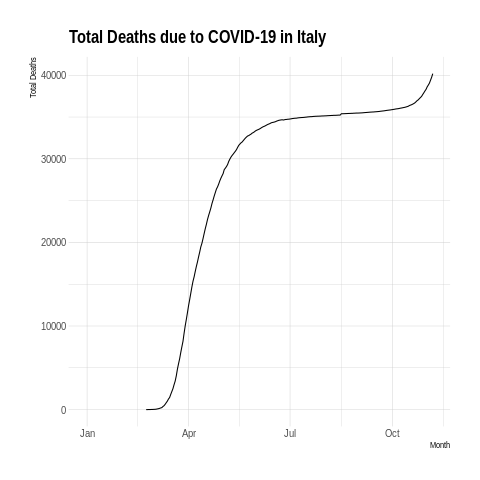 Total Deaths due to COVID-19 in Italy
Total Deaths
40000
30000
20000
10000
0
Jan Apr Jul Oct
Month